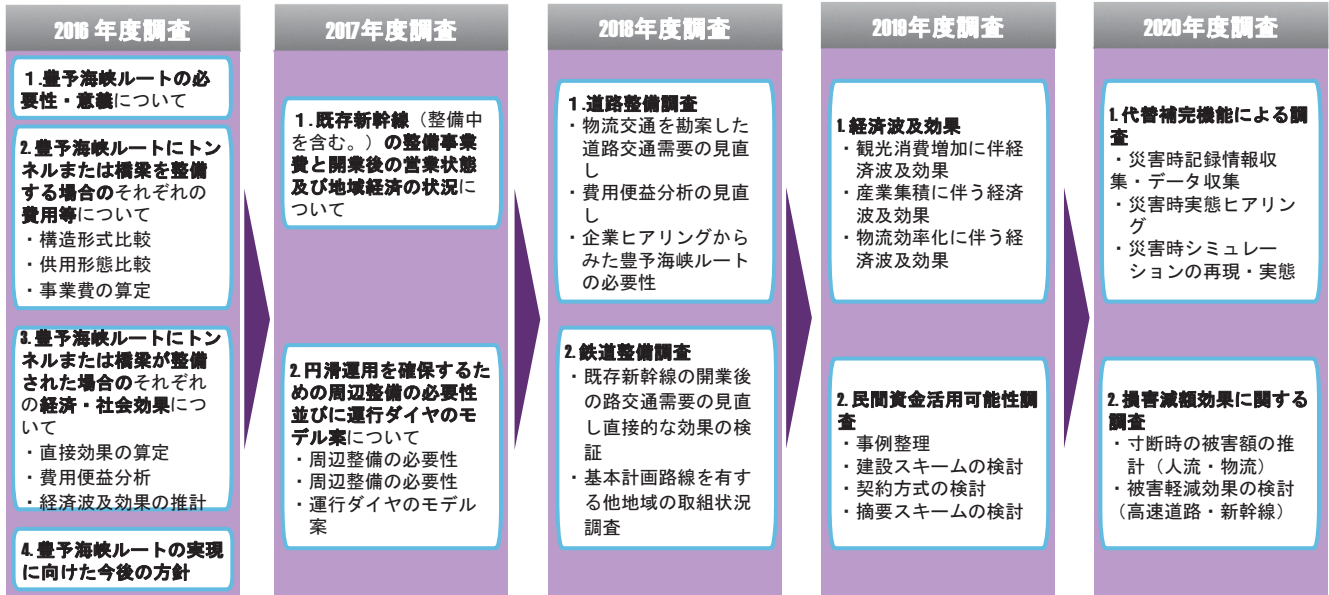 2016 年度調査
1.豊予海峡ルートの必
要性・意義について
2.豊予海峡ルートにトン
ネルまたは橋梁を整備
する場合のそれぞれの
費用等について
・構造形式比較
・供用形態比較
・事業費の算定
3.豊予海峡ルートにトン
ネルまたは橋梁が整備
された場合のそれぞれ
の経済・社会効果につ
いて
・直接効果の算定
・費用便益分析
・経済波及効果の推計
4.豊予海峡ルートの実現
に向けた今後の方針
2017年度調査
1.既存新幹線（整備中
を含む。）の整備事業
費と開業後の営業状態
及び地域経済の状況に
ついて
2.円滑運用を確保するた
めの周辺整備の必要性
並びに運行ダイヤのモ
デル案について
・周辺整備の必要性
・周辺整備の必要性
・運行ダイヤのモデル
案
2018年度調査
1.道路整備調査
・物流交通を勘案した
道路交通需要の見直
し
・費用便益分析の見直
し
・企業ヒアリングから
みた豊予海峡ルート
の必要性
2.鉄道整備調査
・既存新幹線の開業後
の路交通需要の見直
し直接的な効果の検
証
・基本計画路線を有す
る他地域の取組状況
調査
2019年度調査
1.経済波及効果
・観光消費増加に伴経
済波及効果
・産業集積に伴う経済
波及効果
・物流効率化に伴う経
済波及効果
2.民間資金活用可能性調
査
・事例整理
・建設スキームの検討
・契約方式の検討
・摘要スキームの検討
2020年度調査
1.代替補完機能による調
査
・災害時記録情報収
集・データ収集
・災害時実態ヒアリン
グ
・災害時シミュレー
ションの再現・実態
2.損害減額効果に関する
調査
・寸断時の被害額の推
計（人流・物流）
・被害軽減効果の検討
（高速道路・新幹線）